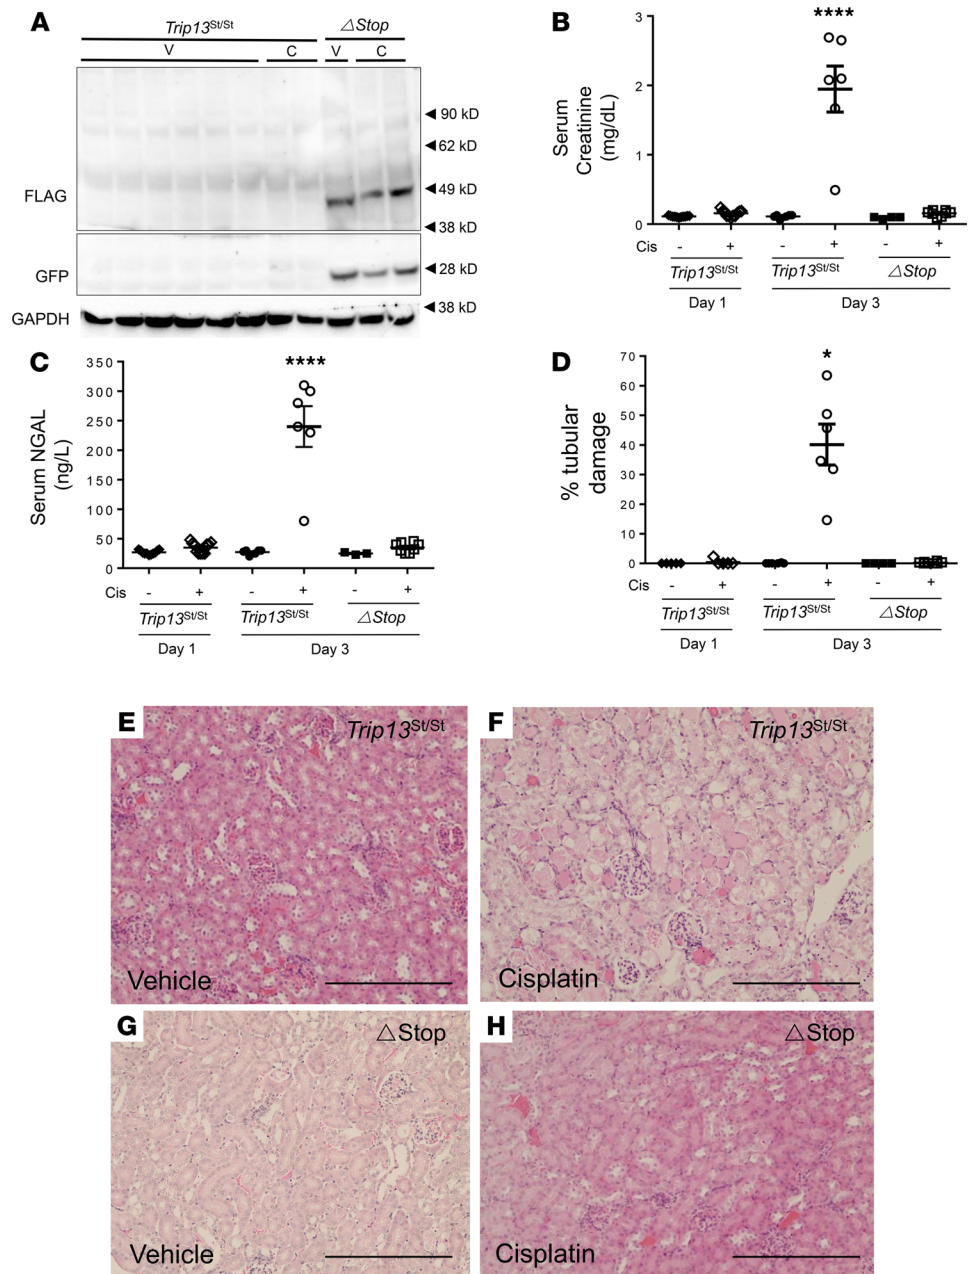 A
Trip13St/St
△Stop
V
C
V
C
◀ 90 kD
◀ 62 kD
◀ 49 kD
FLAG
◀ 38 kD
◀ 28 kD
GFP
◀ 38 kD
GAPDH
B
Serum
Creatinine
(mg/dL)
3
2
1
0
****
Cis - + - + - +
Trip13St/St Trip13St/St △Stop
Day 1 Day 3
C
Serum NGAL
(ng/L)
350
300
250
200
150
100
50
0
****
Cis - + - + - +
Trip13St/St Trip13St/St △Stop
Day 1 Day 3
D
% tubular
damage
70
60
50
40
30
20
10
0
*
Cis - + - + - +
Trip13St/St Trip13St/St △Stop
Day 1 Day 3
E
Trip13St/St
Vehicle
F
Trip13St/St
Cisplatin
G
△Stop
Vehicle
H
△Stop
Cisplatin